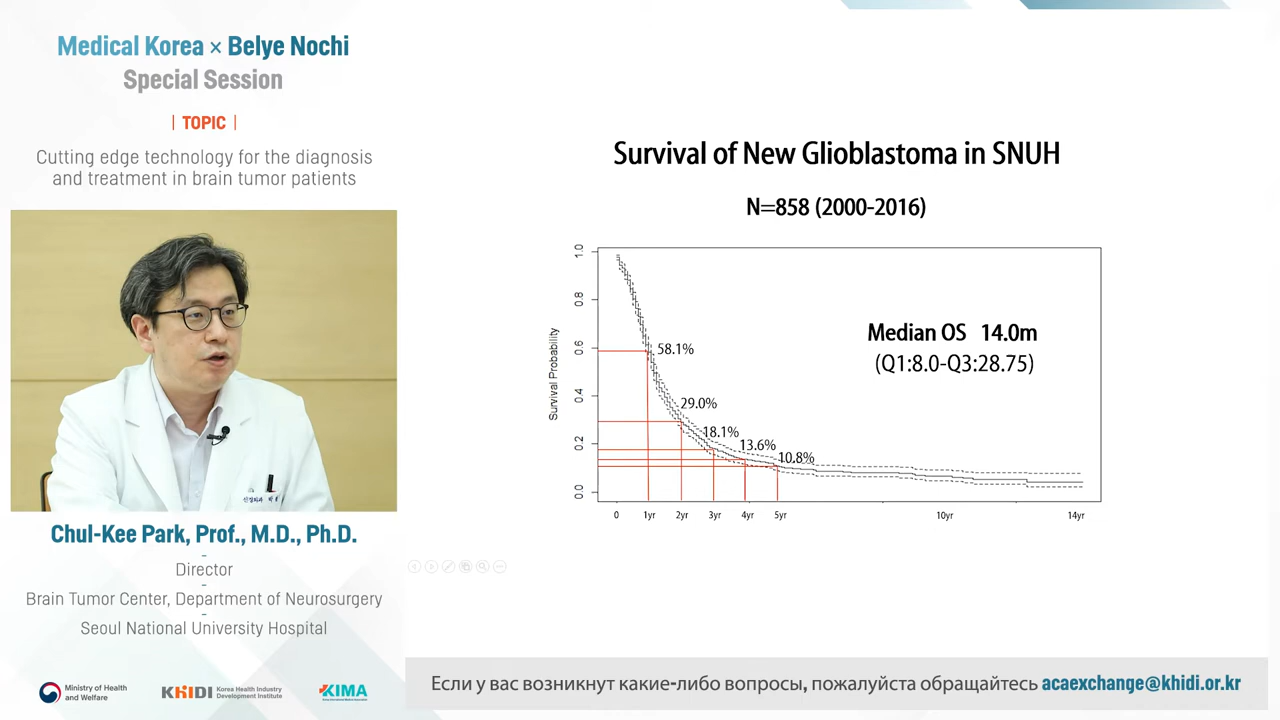 Medical Korea × Belye Nochi
Special Session
| TOPIC |
Cutting edge technology for the diagnosis
and treatment in brain tumor patients
Chul-Kee Park, Prof., M.D., Ph.D.
Director
Brain Tumor Center, Department of Neurosurgery
Seoul National University Hospital
Ministry of Health
and Welfare
KHIDI
Korea Health Industry
Development Institute
KIMA
Survival of New Glioblastoma in SNUH
N=858 (2000-2016)
Survival Probability
1.0
0.8
0.6
0.4
0.2
0.0
58.1%
29.0%
18.1%
13.6%
10.8%
Median OS 14.0m
(Q1:8.0-Q3:28.75)
0 1yr 2yr 3yr 4yr 5yr 10yr 14yr
Если у вас возникнут какие-либо вопросы, пожалуйста обращайтесь acaexchange@khidi.or.kr